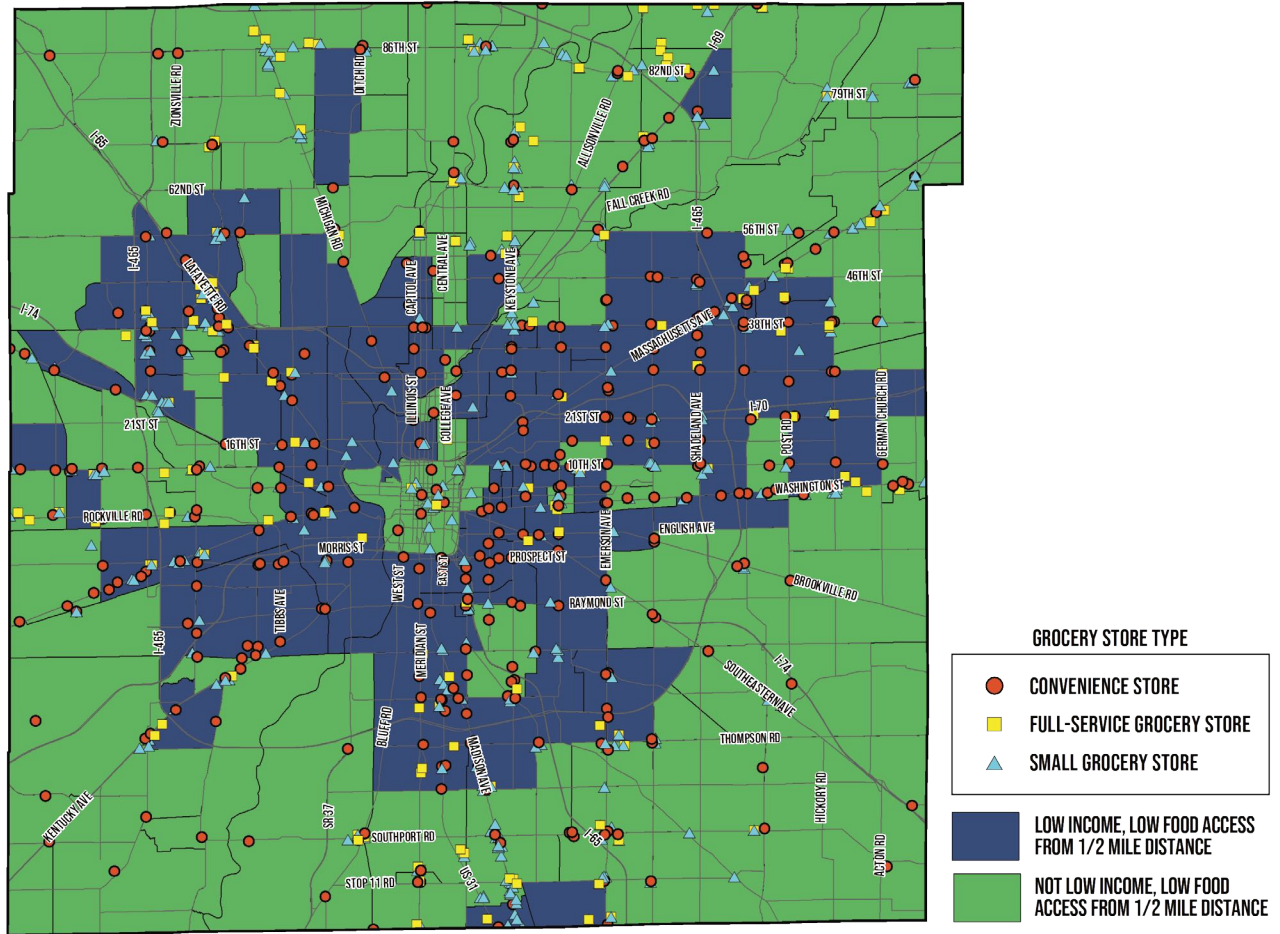 86TH ST
I-69
DITCH RD
82ND ST
ZIONSVILLE RD
79TH ST
ALLISONVILLE RD
I-65
62ND ST
FALL CREEK RD
MICHIGAN RD
I-465
56TH ST
I-465
CENTRAL AVE
KEYSTONE AVE
LAFAYETTE RD
CAPITOL AVE
46TH ST
I-74
MASSACHUSETTS AVE
38TH ST
ILLINOIS ST
COLLEGE AVE
GERMAN CHURCH RD
I-70
21ST ST
21ST ST
SHADELAND AVE
POST RD
16TH ST
10TH ST
WASHINGTON ST
ROCKVILLE RD
ENGLISH AVE
EMERSON AVE
MORRIS ST
PROSPECT ST
WEST ST
EAST ST
BROOKVILLE RD
RAYMOND ST
TIBBS AVE
I-465
MERIDIAN ST
I-74
SOUTHEASTERN AVE
BLUFF RD
THOMPSON RD
MADISON AVE
HICKORY RD
KENTUCKY AVE
SR 37
SOUTHPORT RD
I-65
ACTON RD
STOP 11 RD
US-31
GROCERY STORE TYPE
CONVENIENCE STORE
FULL-SERVICE GROCERY STORE
SMALL GROCERY STORE
LOW INCOME, LOW FOOD ACCESS
FROM 1/2 MILE DISTANCE
NOT LOW INCOME, LOW FOOD
ACCESS FROM 1/2 MILE DISTANCE